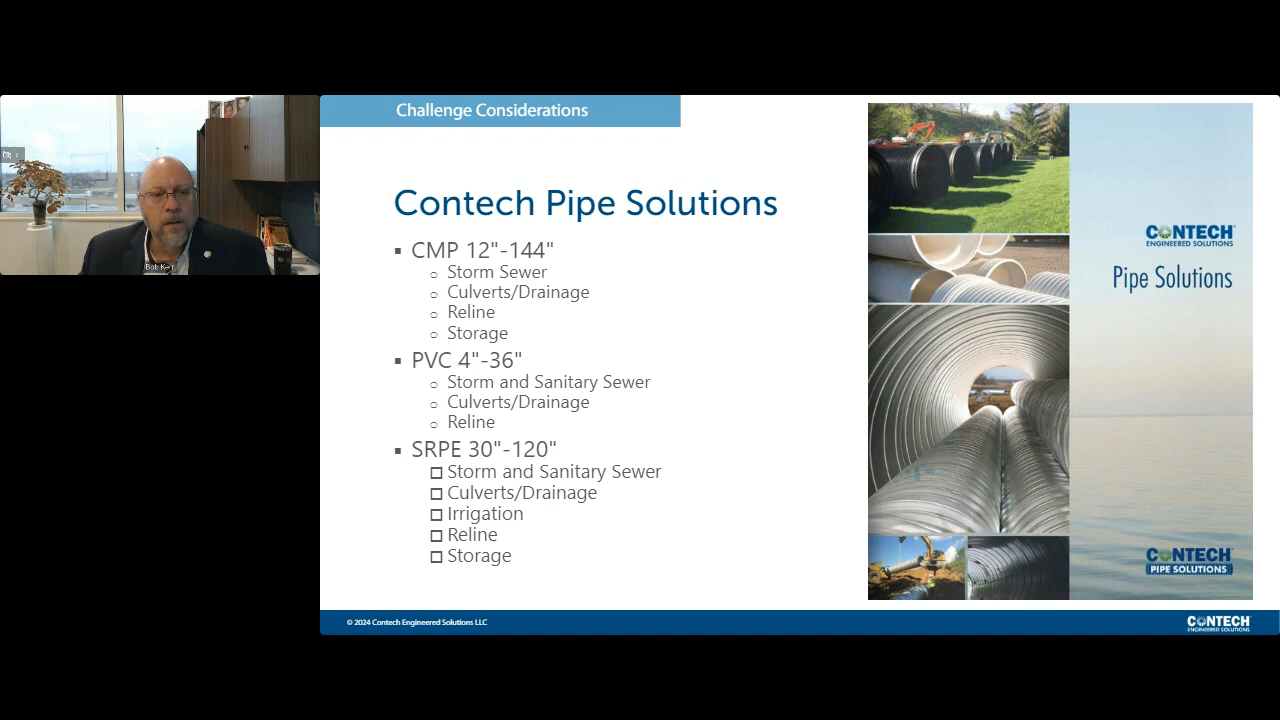 Challenge Considerations
Contech Pipe Solutions
▪ CMP 12"-144"
o Storm Sewer
o Culverts/Drainage
o Reline
o Storage
▪ PVC 4"-36"
o Storm and Sanitary Sewer
o Culverts/Drainage
o Reline
▪ SRPE 30"-120"
□ Storm and Sanitary Sewer
□ Culverts/Drainage
□ Irrigation
□ Reline
□ Storage
CONTECH
ENGINEERED SOLUTIONS
Pipe Solutions
CONTECH
PIPE SOLUTIONS
Bob Kerr
© 2024 Contech Engineered Solutions LLC
CONTECH
ENGINEERED SOLUTIONS